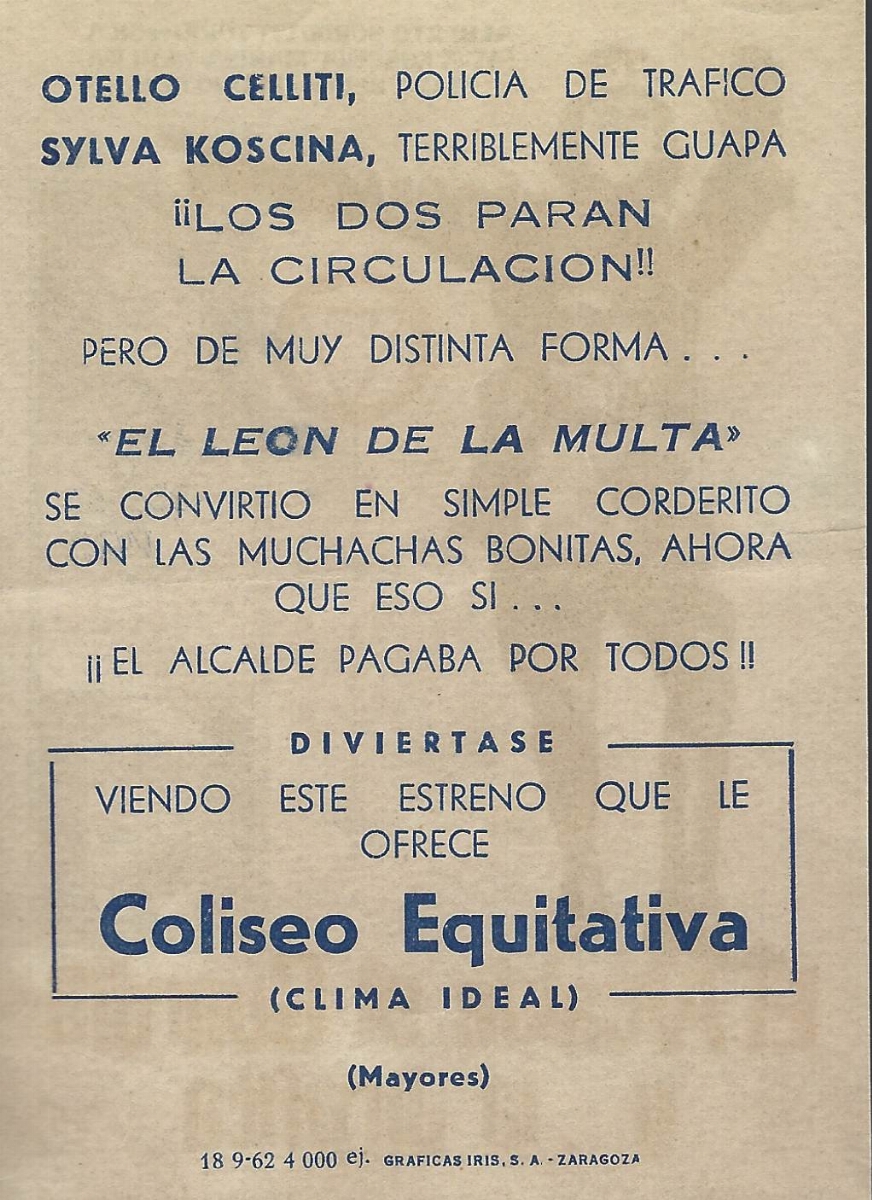 OTELLO CELLITI, POLICIA DE TRAFICO
SYLVA KOSCINA, TERRIBLEMENTE GUAPA
¡¡LOS DOS PARAN
LA CIRCULACION!!
PERO DE MUY DISTINTA FORMA . . .
«EL LEON DE LA MULTA»
SE CONVIRTIO EN SIMPLE CORDERITO
CON LAS MUCHACHAS BONITAS, AHORA
QUE ESO SI . . .
¡¡ EL ALCALDE PAGABA POR TODOS !!
DIVIERTASE
VIENDO ESTE ESTRENO QUE LE
OFRECE
Coliseo Equitativa
(CLIMA IDEAL)
(Mayores)
18 9-62 4 000 ej. GRAFICAS IRIS, S. A. - ZARAGOZA